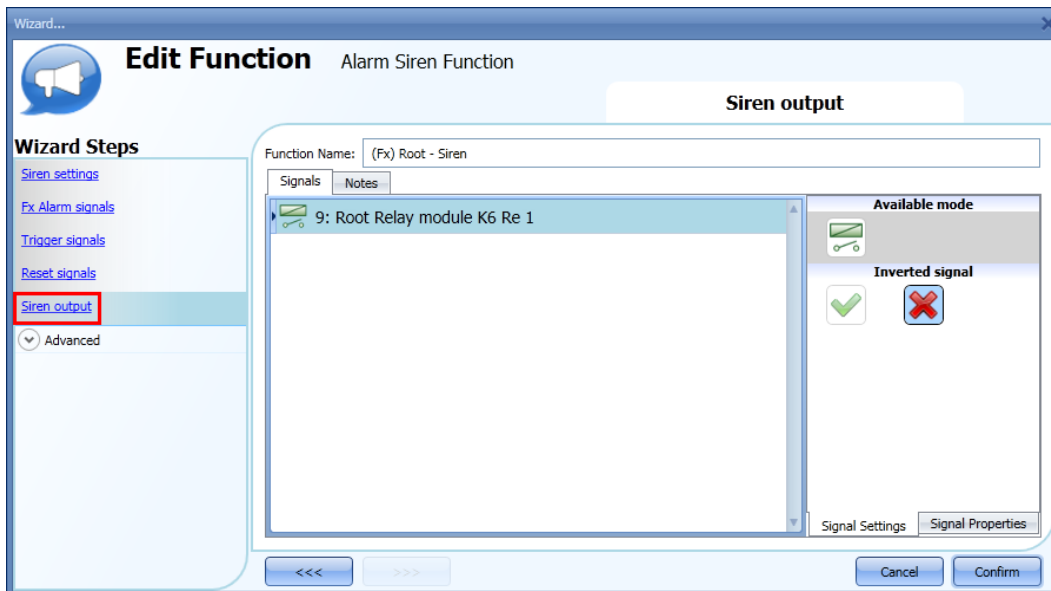 Wizard...
Edit Function Alarm Siren Function
Siren output
Wizard Steps
Siren settings
Fx Alarm signals
Trigger signals
Reset signals
Siren output
Advanced
Function Name: (Fx) Root - Siren
Signals Notes
9: Root Relay module K6 Re 1
Available mode
Inverted signal
Signal Settings Signal Properties
<<< >>> Cancel Confirm